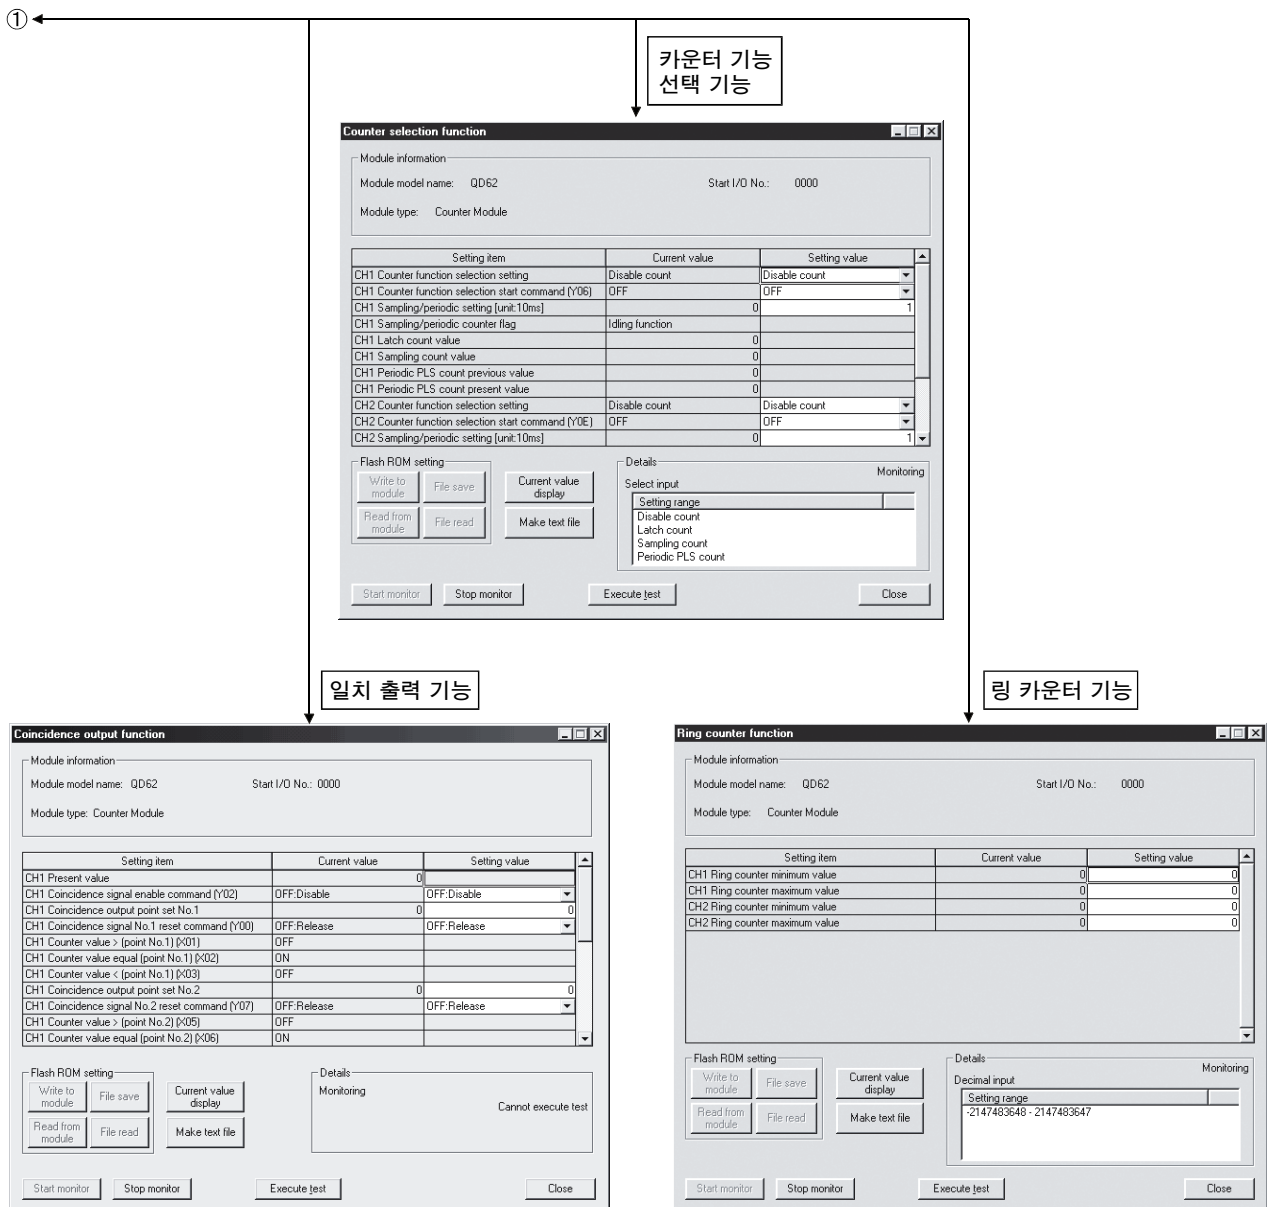 ①
카운터 기능
선택 기능
Counter selection function
Module information
Module model name: QD62 Start I/O No.: 0000
Module type: Counter Module
Setting item Current value Setting value
CH1 Counter function selection setting Disable count Disable count
CH1 Counter function selection start command (Y06) OFF OFF
CH1 Sampling/periodic setting [unit:10ms] 0 1
CH1 Sampling/periodic counter flag Idling function
CH1 Latch count value 0
CH1 Sampling count value 0
CH1 Periodic PLS count previous value 0
CH1 Periodic PLS count present value 0
CH2 Counter function selection setting Disable count Disable count
CH2 Counter function selection start command (Y0E) OFF OFF
CH2 Sampling/periodic setting [unit:10ms] 0 1
Flash ROM setting
Write to
module
File save
Current value
display
Read from
module
File read
Make text file
Details
Monitoring
Select input
Setting range
Disable count
Latch count
Sampling count
Periodic PLS count
Start monitor Stop monitor Execute test Close
일치 출력 기능
Coincidence output function
Module information
Module model name: QD62 Start I/O No.: 0000
Module type: Counter Module
Setting item Current value Setting value
CH1 Present value 0
CH1 Coincidence signal enable command (Y02) OFF:Disable OFF:Disable
CH1 Coincidence output point set No.1 0 0
CH1 Coincidence signal No.1 reset command (Y00) OFF:Release OFF:Release
CH1 Counter value > (point No.1) (X01) OFF
CH1 Counter value equal (point No.1) (X02) ON
CH1 Counter value < (point No.1) (X03) OFF
CH1 Coincidence output point set No.2 0 0
CH1 Coincidence signal No.2 reset command (Y07) OFF:Release OFF:Release
CH1 Counter value > (point No.2) (X05) OFF
CH1 Counter value equal (point No.2) (X06) ON
Flash ROM setting
Write to
module
File save
Current value
display
Read from
module
File read
Make text file
Details
Monitoring
Cannot execute test
Start monitor Stop monitor Execute test Close
링 카운터 기능
Ring counter function
Module information
Module model name: QD62 Start I/O No.: 0000
Module type: Counter Module
Setting item Current value Setting value
CH1 Ring counter minimum value 0 0
CH1 Ring counter maximum value 0 0
CH2 Ring counter minimum value 0 0
CH2 Ring counter maximum value 0 0
Flash ROM setting
Write to
module
File save
Current value
display
Read from
module
File read
Make text file
Details
Monitoring
Decimal input
Setting range
-2147483648 - 2147483647
Start monitor Stop monitor Execute test Close